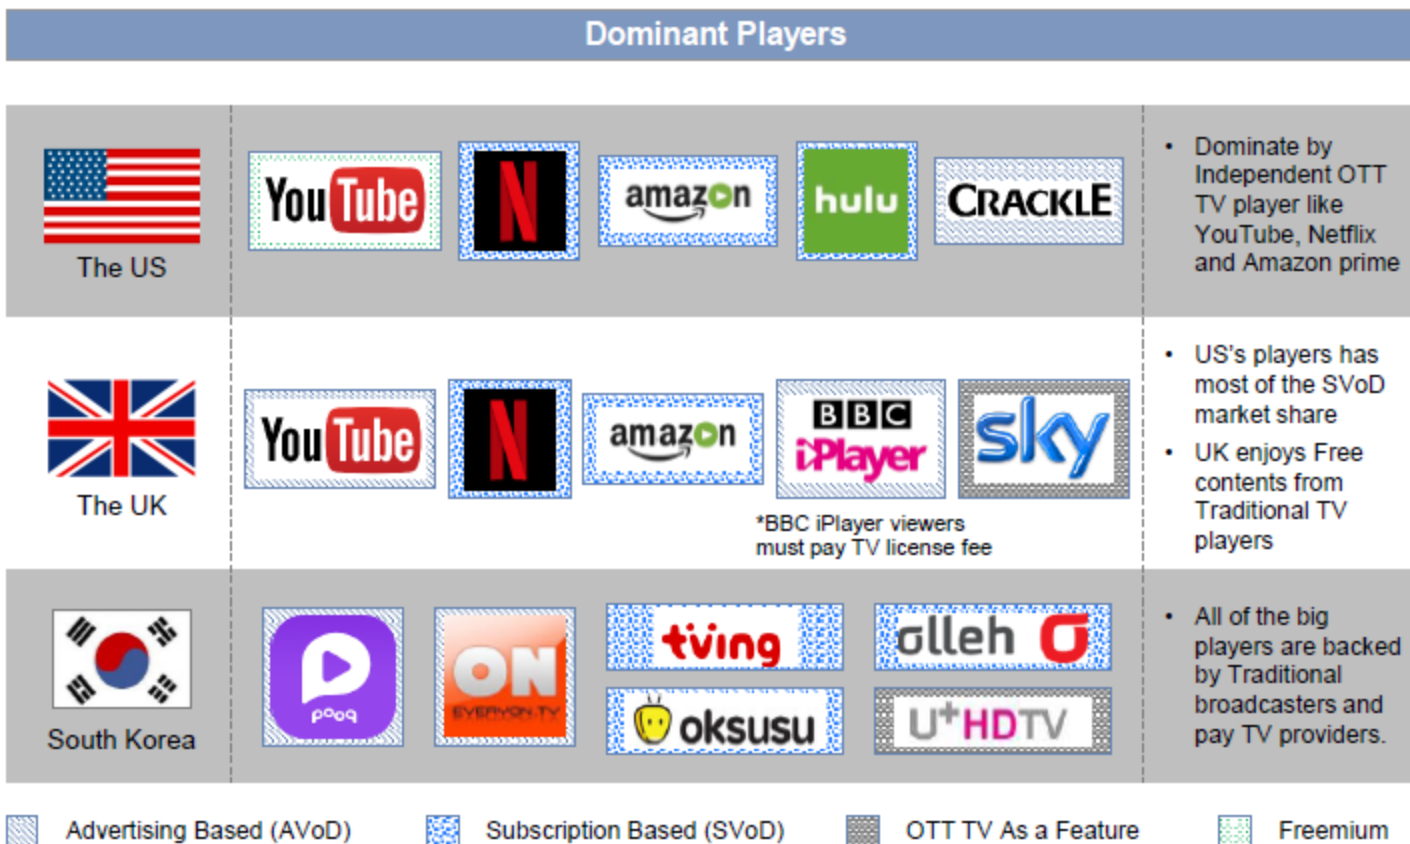 Dominant Players
The US
YouTube
N
amazon
hulu
CRACKLE
• Dominate by
Independent OTT
TV player like
YouTube, Netflix
and Amazon prime
The UK
YouTube
N
amazon
BBC
iPlayer
sky
*BBC iPlayer viewers
must pay TV license fee
• US's players has
most of the SVoD
market share
• UK enjoys Free
contents from
Traditional TV
players
South Korea
pooq
ON
EVERYON.TV
tving
olleh
oksusu
U+HDTV
• All of the big
players are backed
by Traditional
broadcasters and
pay TV providers.
Advertising Based (AVoD)
Subscription Based (SVoD)
OTT TV As a Feature
Freemium